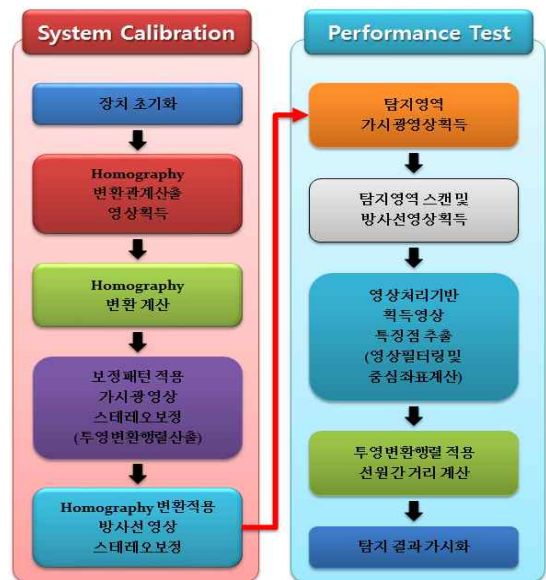 System Calibration
장치 초기화
Homography
변환관계산출
영상획득
Homography
변환 계산
보정패턴 적용
가시광 영상
스테레오보정
(투영변환행렬산출)
Homography 변환적용
방사선 영상
스테레오보정
Performance Test
탐지영역
가시광영상획득
탐지영역 스캔 및
방사선영상획득
영상처리기반
획득영상
특징점 추출
(영상필터링 및
중심좌표계산)
투영변환행렬 적용
선원간 거리 계산
탐지 결과 가시화